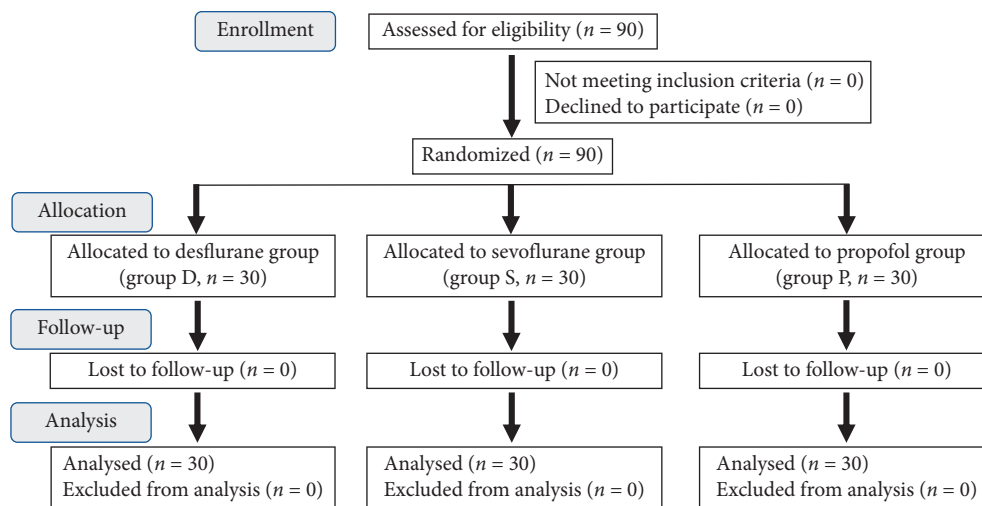 Enrollment
Assessed for eligibility (n = 90)
Not meeting inclusion criteria (n = 0)
Declined to participate (n = 0)
Randomized (n = 90)
Allocation
Allocated to desflurane group
(group D, n = 30)
Allocated to sevoflurane group
(group S, n = 30)
Allocated to propofol group
(group P, n = 30)
Follow-up
Lost to follow-up (n = 0)
Lost to follow-up (n = 0)
Lost to follow-up (n = 0)
Analysis
Analysed (n = 30)
Excluded from analysis (n = 0)
Analysed (n = 30)
Excluded from analysis (n = 0)
Analysed (n = 30)
Excluded from analysis (n = 0)